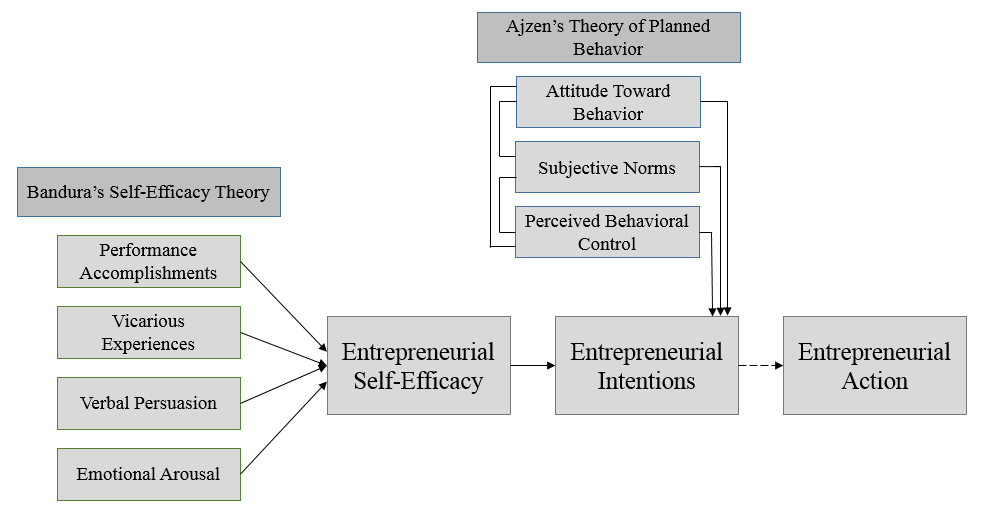 Ajzen’s Theory of Planned
Behavior
Attitude Toward
Behavior
Subjective Norms
Perceived Behavioral
Control
Bandura’s Self-Efficacy Theory
Performance
Accomplishments
Vicarious
Experiences
Verbal Persuasion
Emotional Arousal
Entrepreneurial
Self-Efficacy
Entrepreneurial
Intentions
Entrepreneurial
Action